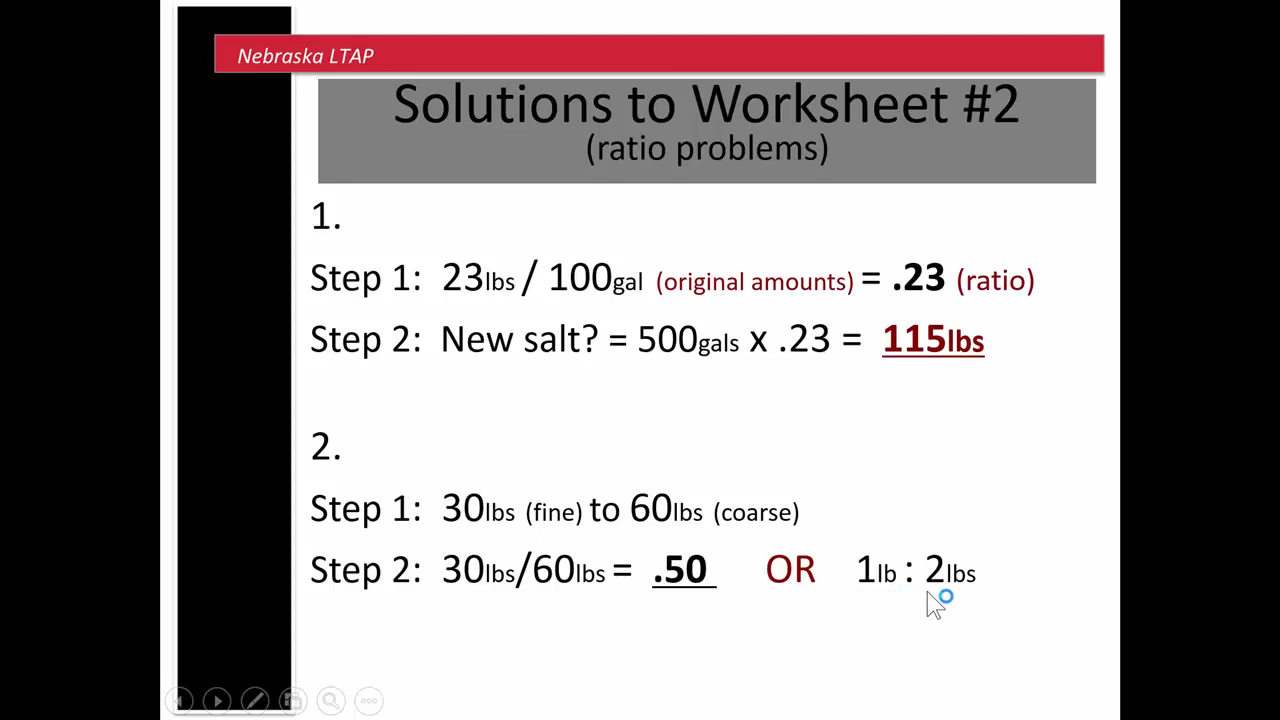 Nebraska LTAP
Solutions to Worksheet #2
(ratio problems)
1.
Step 1: 23lbs / 100gal (original amounts) = .23 (ratio)
Step 2: New salt? = 500gals x .23 = 115lbs
2.
Step 1: 30lbs (fine) to 60lbs (coarse)
Step 2: 30lbs/60lbs = .50 OR 1lb : 2lbs